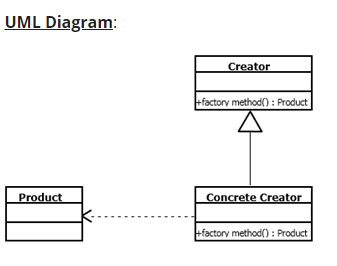 UML Diagram:
Creator
+factory method() : Product
Product
Concrete Creator
+factory method() : Product